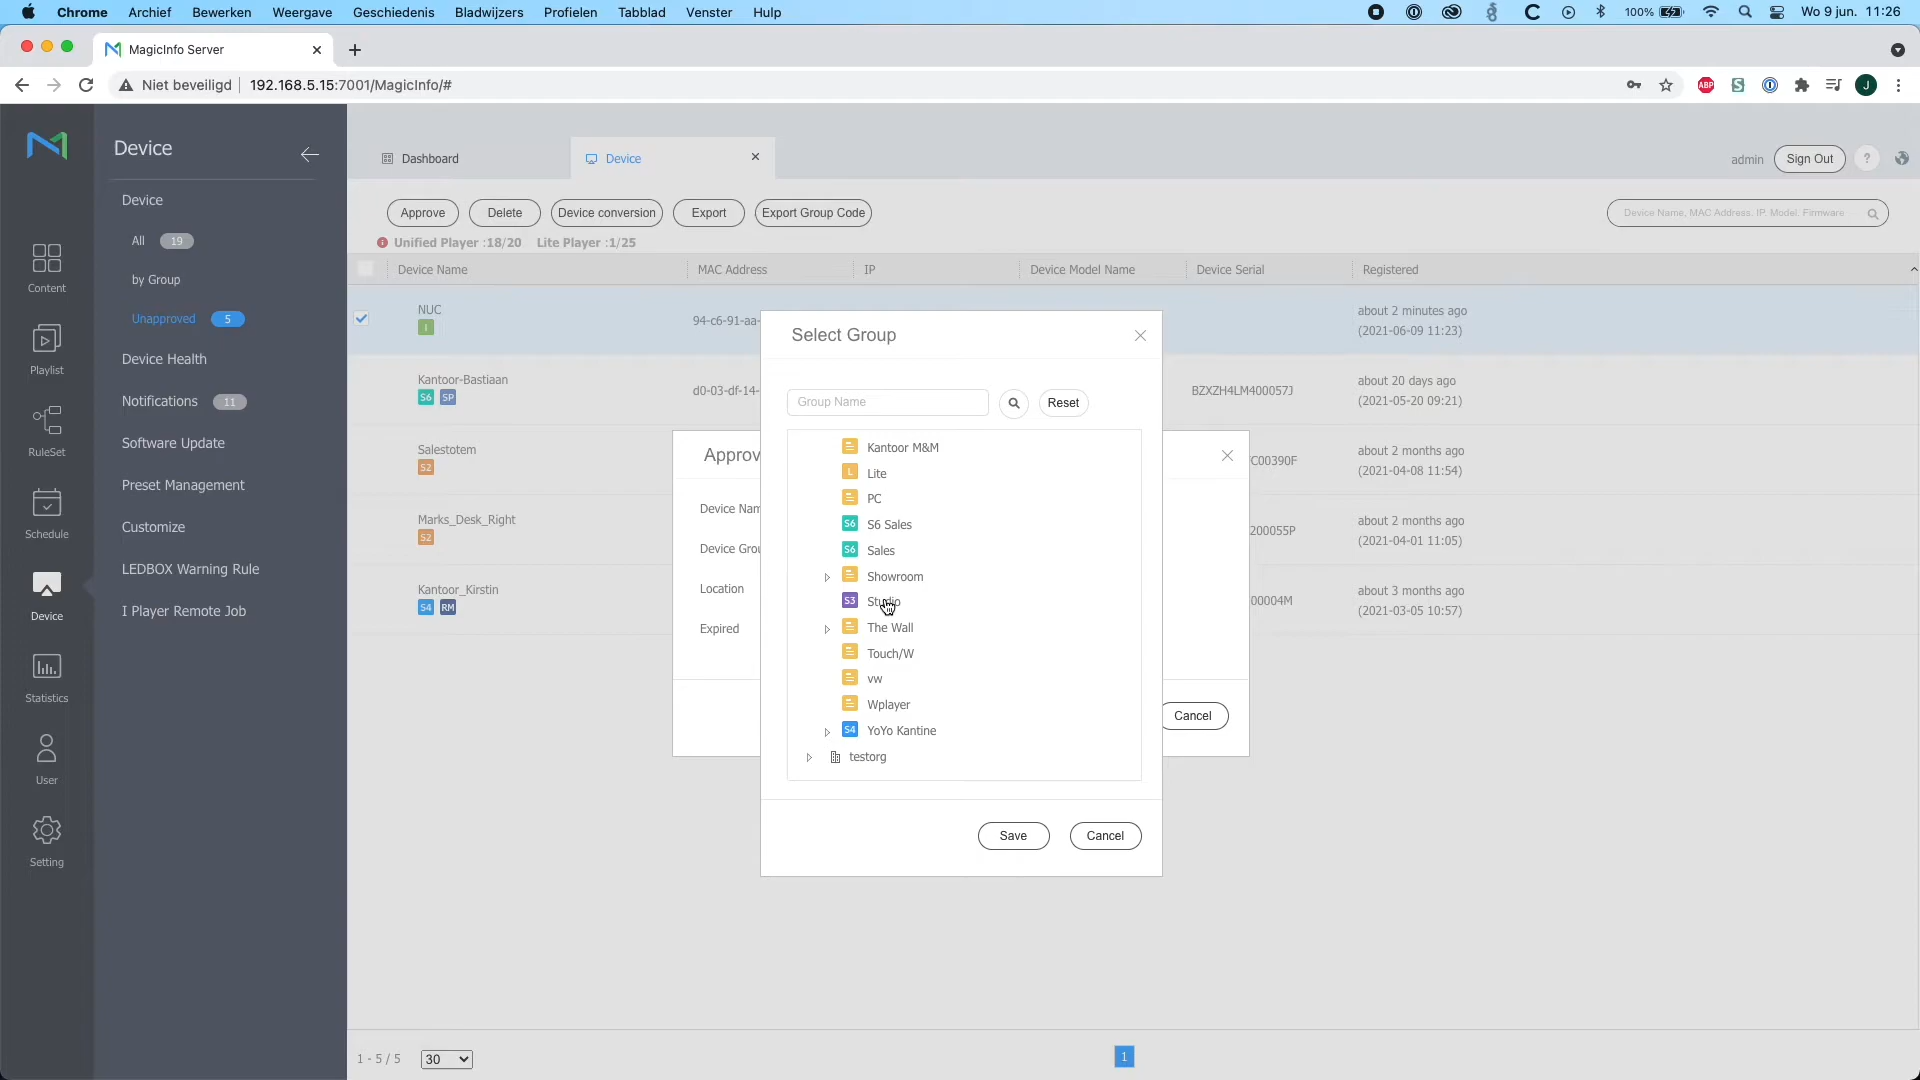 Chrome Archief Bewerken Weergave Geschiedenis Bladwijzers Profielen Tabblad Venster Help 100% Wo 9 jun. 11:26
MagicInfo Server
Niet beveiligd 192.168.5.15:7001/MagicInfo/# ABP S J
Device
Dashboard
Device
admin Sign Out ?
Device
All 19
by Group
Unapproved 5
Device Health
Notifications 11
Software Update
Preset Management
Customize
LEDBOX Warning Rule
I Player Remote Job
Content
Playlist
RuleSet
Schedule
Device
Statistics
User
Setting
Approve Delete Device conversion Export Export Group Code
Device Name, MAC Address, IP, Model, Firmware
Unified Player :18/20 Lite Player :1/25
Device Name MAC Address IP Device Model Name Device Serial Registered
NUC
I
94-c6-91-aa-
about 2 minutes ago
(2021-06-09 11:23)
Kantoor-Bastiaan
S6 SP
d0-03-df-14-
BZXZH4LM400057J
about 20 days ago
(2021-05-20 09:21)
Salestotem
S2
C00390F
about 2 months ago
(2021-04-08 11:54)
Marks_Desk_Right
S2
200055P
about 2 months ago
(2021-04-01 11:05)
Kantoor_Kirstin
S4 RM
00004M
about 3 months ago
(2021-03-05 10:57)
Approv
Device Nam
Device Grou
Location
Expired
Cancel
Select Group
Group Name Reset
Kantoor M&M
L Lite
PC
S6 S6 Sales
S6 Sales
Showroom
S3 Studio
The Wall
Touch/W
vw
Wplayer
S4 YoYo Kantine
testorg
Save Cancel
1 - 5 / 5 30 1